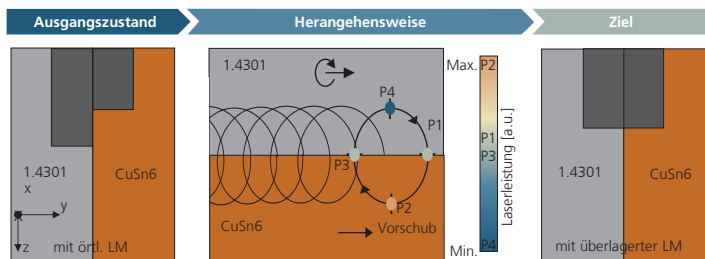 Ausgangszustand
Herangehensweise
Ziel
1.4301
CuSn6
x
y
z
mit örtl. LM
1.4301
P4
P1
P3
P2
CuSn6
Vorschub
Max.
P2
P1
P3
P4
Min.
Laserleistung [a.u.]
1.4301
CuSn6
mit überlagerter LM